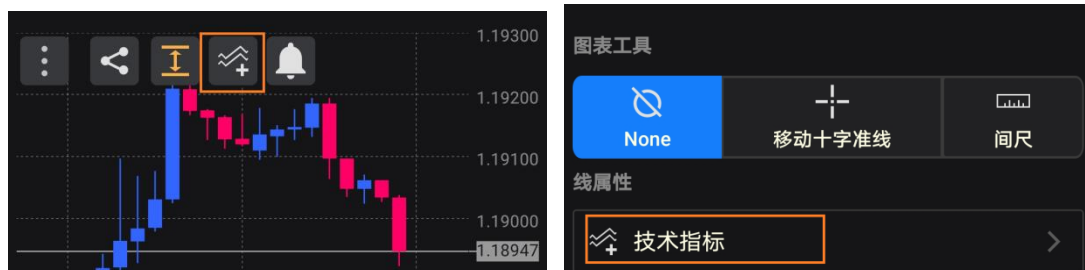 1.19300
1.19200
1.19100
1.19000
1.18947
图表工具
None
移动十字准线
间尺
线属性
技术指标